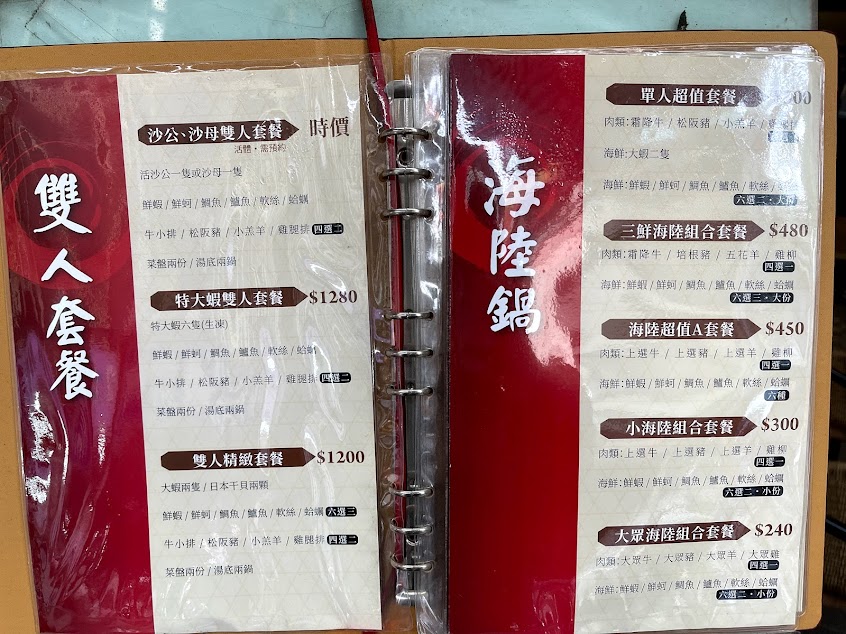 雙人套餐
沙公、沙母雙人套餐 時價
活體・需預約
活沙公一隻或沙母一隻
鮮蝦 / 鮮蚵 / 鯛魚 / 鱸魚 / 軟絲 / 蛤蠣
牛小排 / 松阪豬 / 小羔羊 / 雞腿排 四選二
菜盤兩份 / 湯底兩鍋
特大蝦雙人套餐 $1280
特大蝦六隻(生凍)
鮮蝦 / 鮮蚵 / 鯛魚 / 鱸魚 / 軟絲 / 蛤蠣
牛小排 / 松阪豬 / 小羔羊 / 雞腿排 四選二
菜盤兩份 / 湯底兩鍋
雙人精緻套餐 $1200
大蝦兩隻 / 日本干貝兩顆
鮮蝦 / 鮮蚵 / 鯛魚 / 鱸魚 / 軟絲 / 蛤蠣 六選三
牛小排 / 松阪豬 / 小羔羊 / 雞腿排 四選二
菜盤兩份 / 湯底兩鍋
海陸鍋
單人超值套餐
肉類:霜降牛 / 松阪豬 / 小羔羊 /
海鮮:大蝦二隻
海鮮:鮮蝦 / 鮮蚵 / 鯛魚 / 鱸魚 / 軟絲 / 蛤蠣
六選二・大份
三鮮海陸組合套餐 $480
肉類:霜降牛 / 培根豬 / 五花羊 / 雞柳
四選一
海鮮:鮮蝦 / 鮮蚵 / 鯛魚 / 鱸魚 / 軟絲 / 蛤蠣
六選三・大份
海陸超值A套餐 $450
肉類:上選牛 / 上選豬 / 上選羊 / 雞柳
四選一
海鮮:鮮蝦 / 鮮蚵 / 鯛魚 / 鱸魚 / 軟絲 / 蛤蠣
六種
小海陸組合套餐 $300
肉類:上選牛 / 上選豬 / 上選羊 / 雞柳
四選一
海鮮:鮮蝦 / 鮮蚵 / 鯛魚 / 鱸魚 / 軟絲 / 蛤蠣
六選二・小份
大眾海陸組合套餐 $240
肉類:大眾牛 / 大眾豬 / 大眾羊 / 大眾雞
四選一
海鮮:鮮蝦 / 鮮蚵 / 鯛魚 / 鱸魚 / 軟絲 / 蛤蠣
六選二・小份